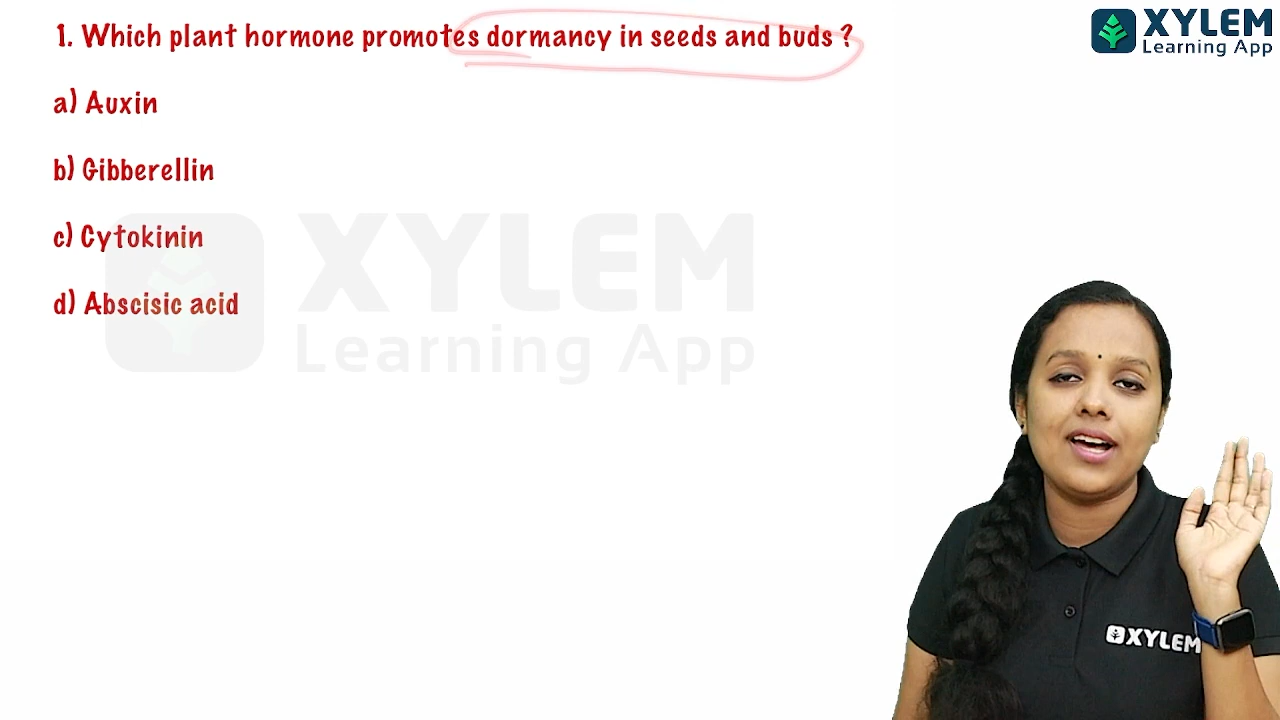 1. Which plant hormone promotes dormancy in seeds and buds ?
XYLEM
Learning App
a) Auxin
b) Gibberellin
c) Cytokinin
d) Abscisic acid
XYLEM
Learning App
XYLEM